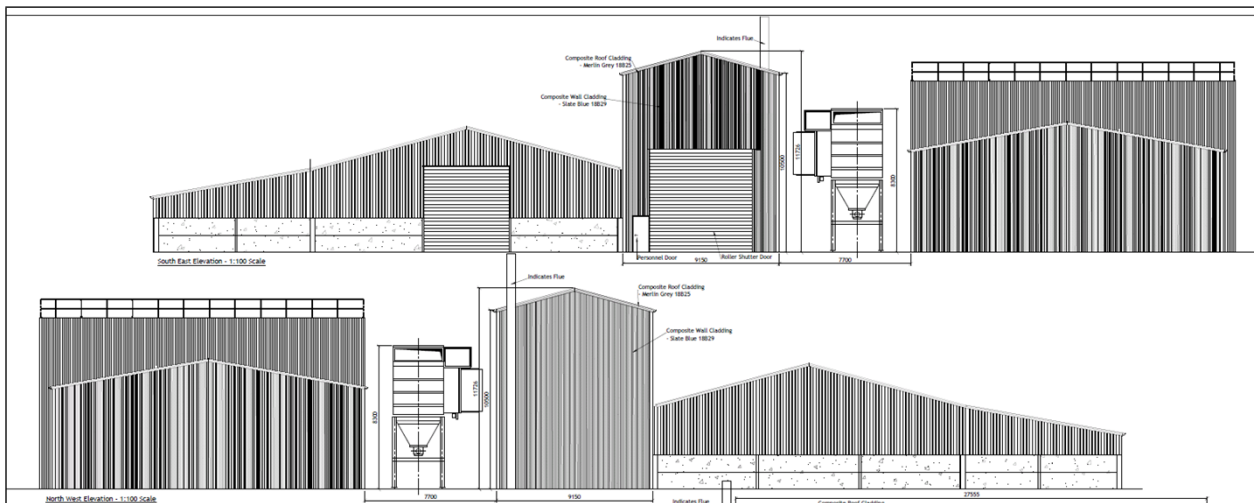 Indicates Flue
Composite Roof Cladding
- Merlin Grey 18B25
Composite Wall Cladding
- Slate Blue 18B29
11726
10500
8300
South East Elevation - 1:100 Scale
Personnel Door
Roller Shutter Door
9150
7700
Indicates Flue
Composite Roof Cladding
- Merlin Grey 18B25
Composite Wall Cladding
- Slate Blue 18B29
11726
10500
8300
North West Elevation - 1:100 Scale
7700
9150
27555
Indicates Flue
Composite Roof Cladding